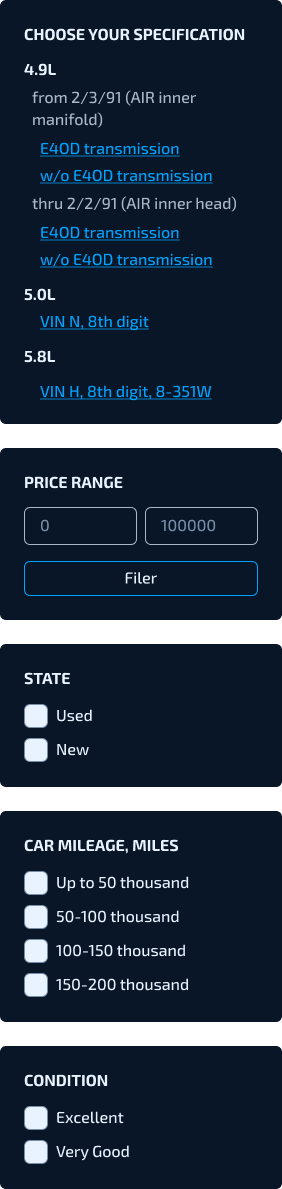 CHOOSE YOUR SPECIFICATION
4.9L
from 2/3/91 (AIR inner
manifold)
E4OD transmission
w/o E4OD transmission
thru 2/2/91 (AIR inner head)
E4OD transmission
w/o E4OD transmission
5.0L
VIN N, 8th digit
5.8L
VIN H, 8th digit, 8-351W
PRICE RANGE
0 100000
Filer
STATE
Used
New
CAR MILEAGE, MILES
Up to 50 thousand
50-100 thousand
100-150 thousand
150-200 thousand
CONDITION
Excellent
Very Good